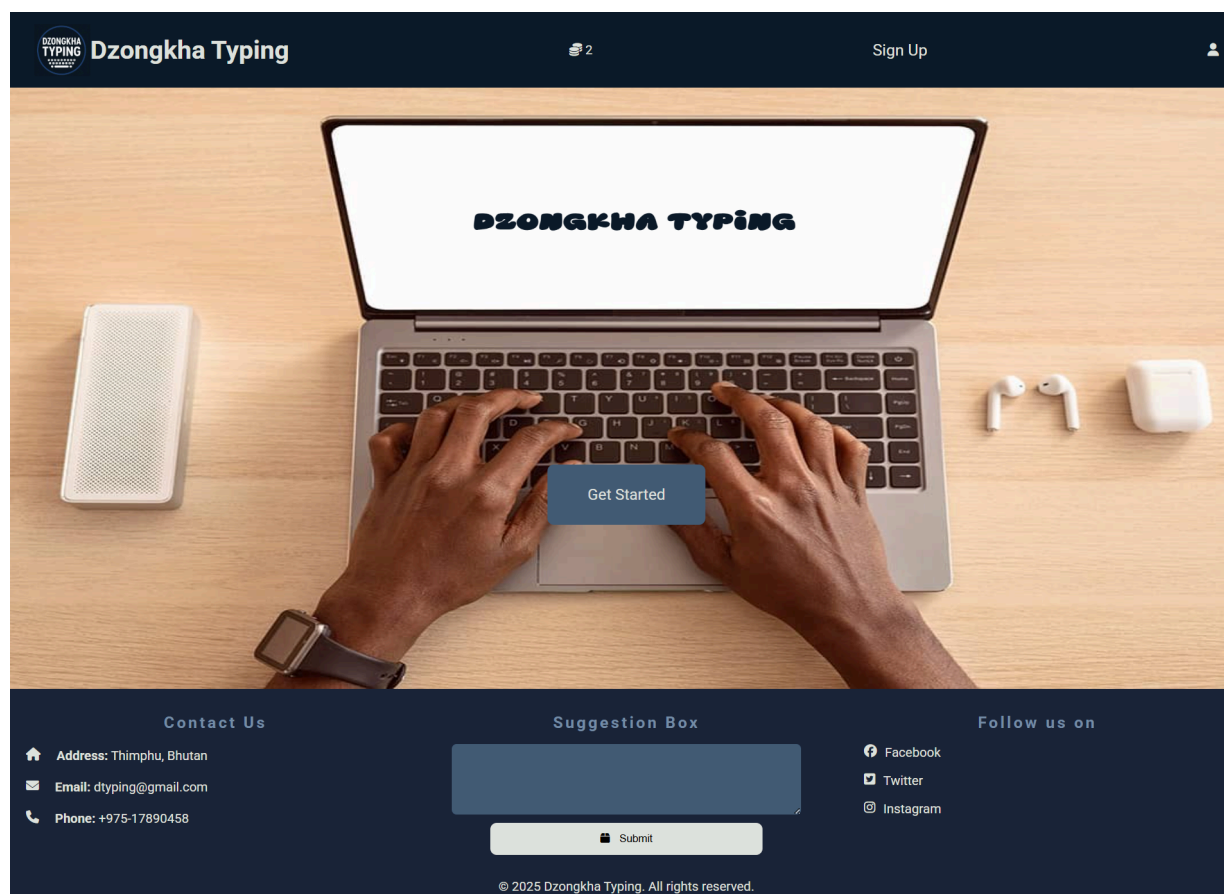 DZONGKHA
TYPING
Dzongkha Typing
2
Sign Up
DZONGKHA TYPING
Get Started
Contact Us
Address: Thimphu, Bhutan
Email: dtyping@gmail.com
Phone: +975-17890458
Suggestion Box
Submit
Follow us on
Facebook
Twitter
Instagram
© 2025 Dzongkha Typing. All rights reserved.